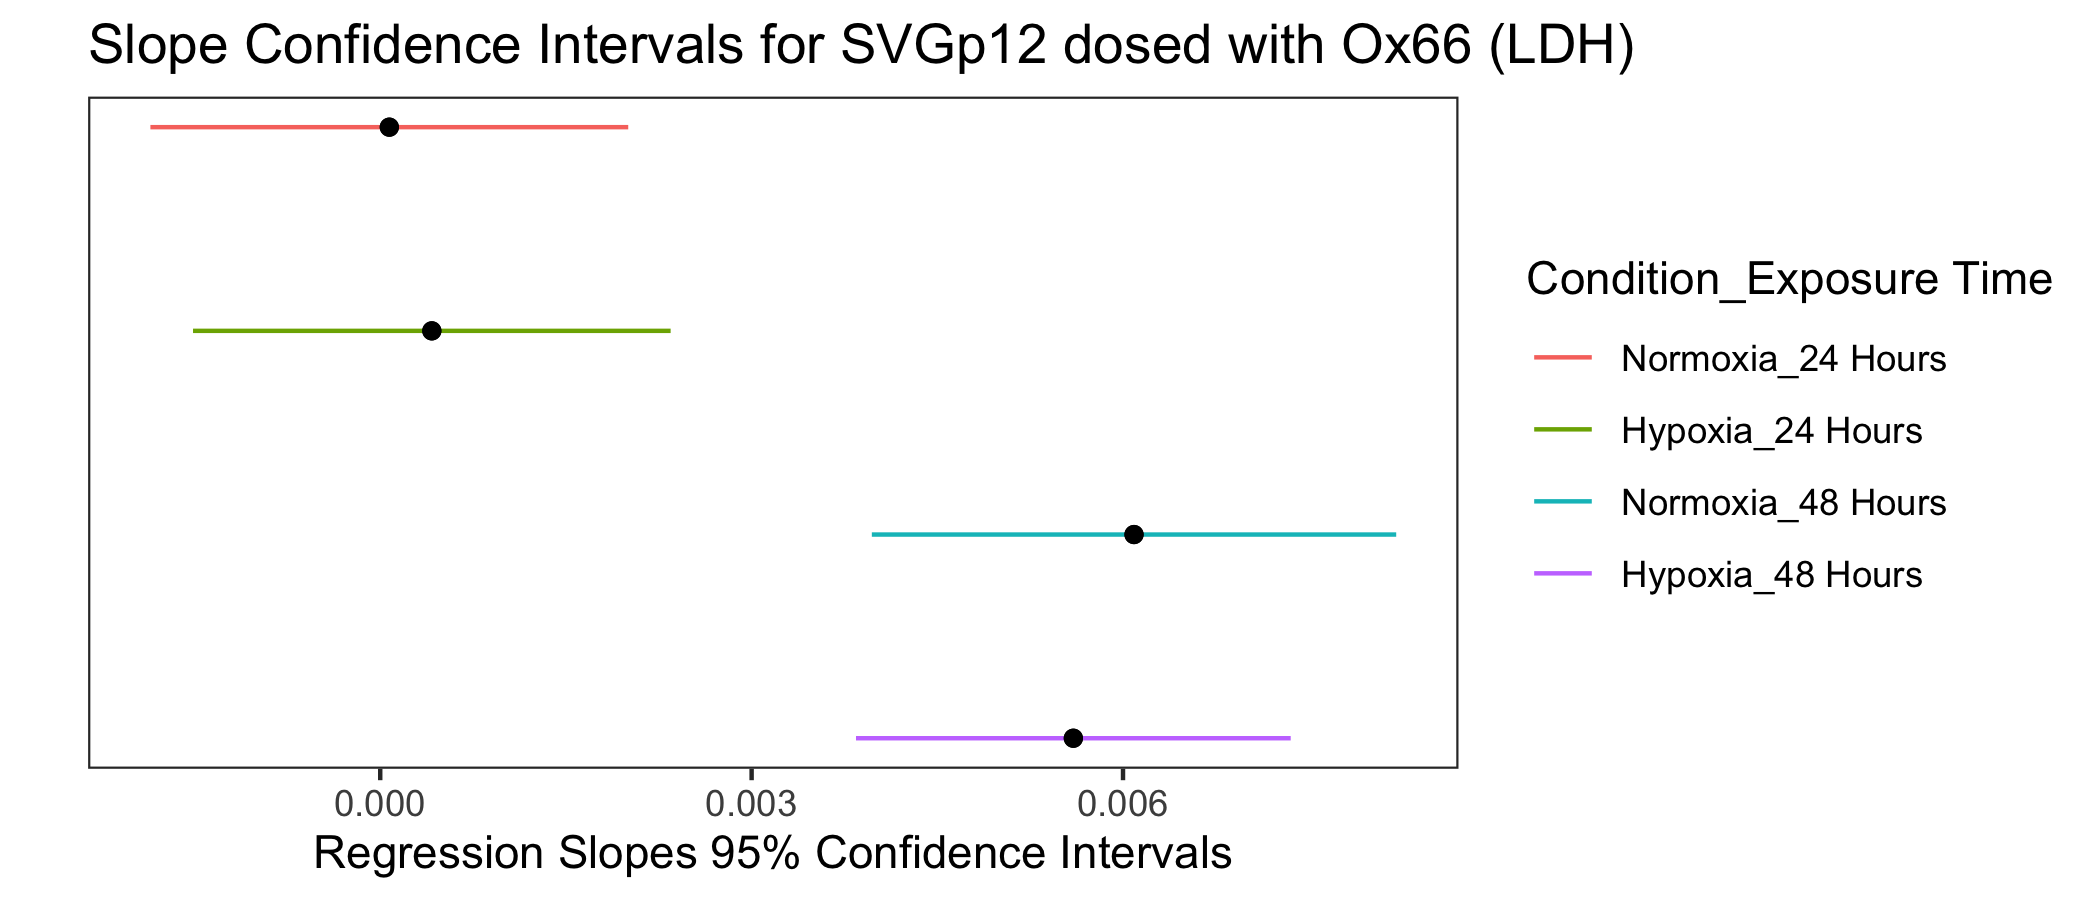 Slope Confidence Intervals for SVGp12 dosed with Ox66 (LDH)
Condition_Exposure Time
Normoxia_24 Hours
Hypoxia_24 Hours
Normoxia_48 Hours
Hypoxia_48 Hours
0.000 0.003 0.006
Regression Slopes 95% Confidence Intervals